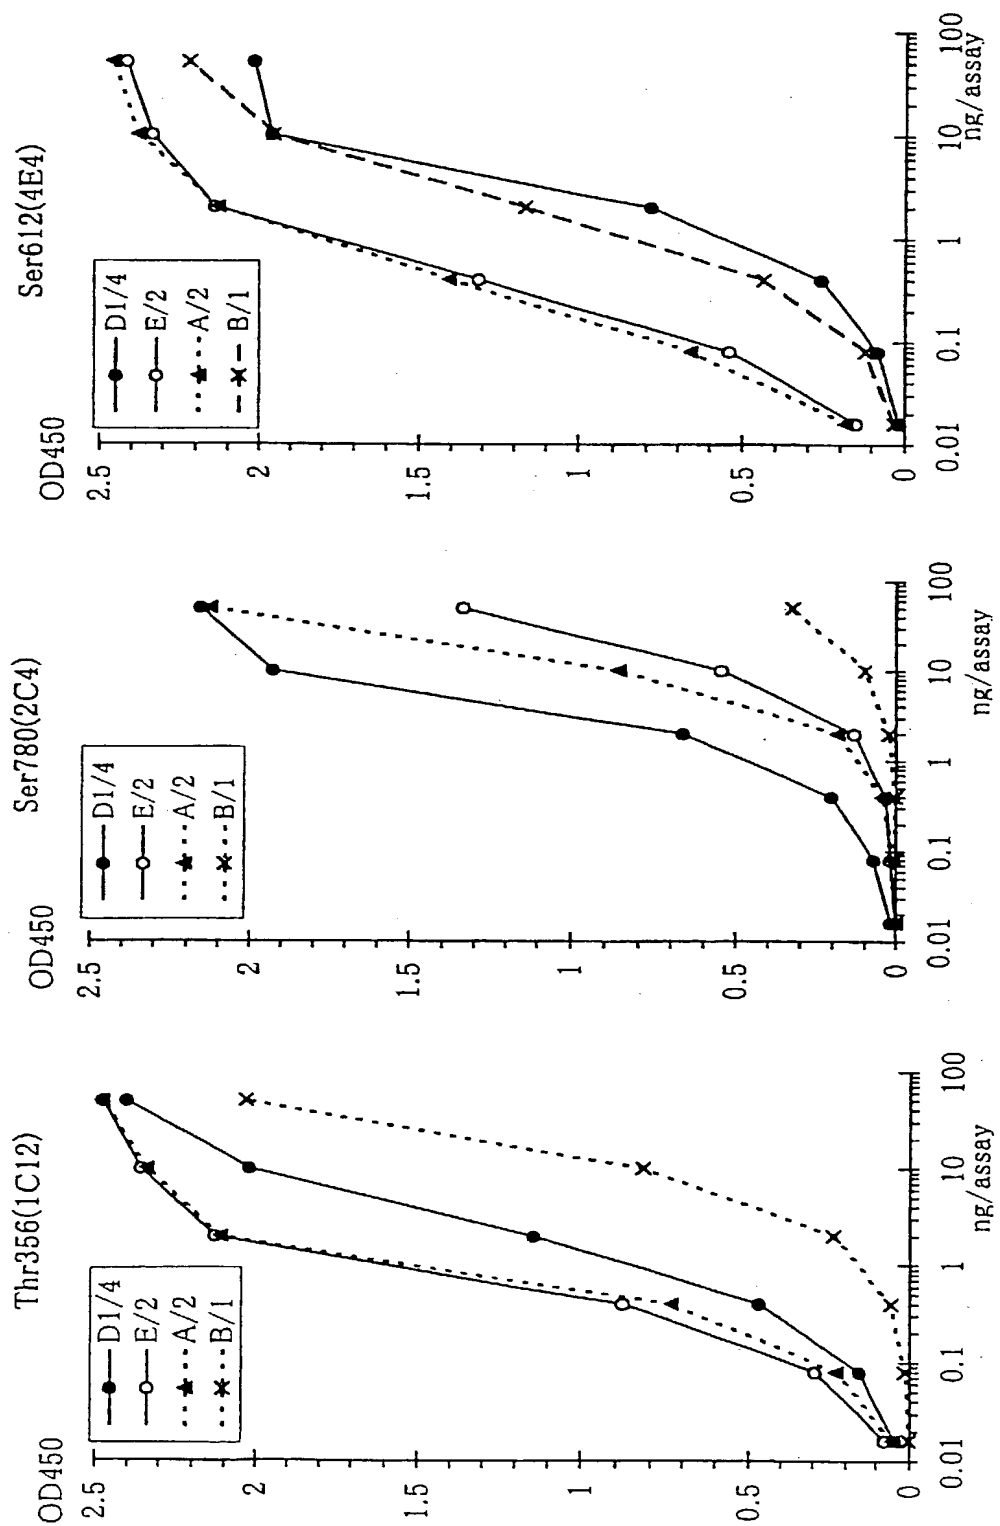 Thr356(1C12)
OD450
D1/4
E/2
A/2
B/1
2.5
2
1.5
1
0.5
0
0.01
0.1
1
10
100
ng/assay
Ser780(2C4)
OD450
D1/4
E/2
A/2
B/1
2.5
2
1.5
1
0.5
0
0.01
0.1
1
10
100
ng/assay
Ser612(4E4)
OD450
D1/4
E/2
A/2
B/1
2.5
2
1.5
1
0.5
0
0.01
0.1
1
10
100
ng/assay